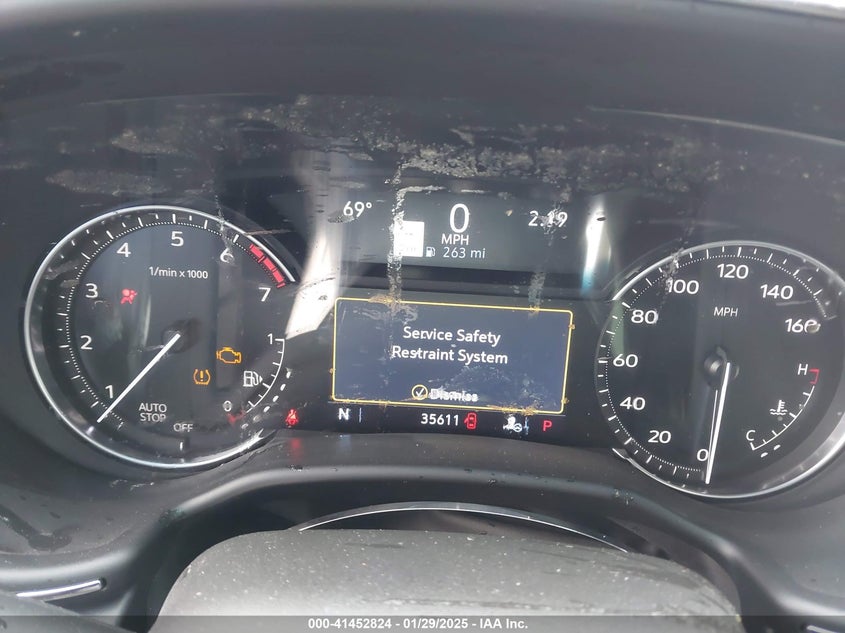 69°
0
2:19
MPH
263 mi
1/min x 1000
1
2
3
4
5
6
7
AUTO
STOP
OFF
1
0
Service Safety
Restraint System
Dismiss
N
35611
P
MPH
0
20
40
60
80
100
120
140
160
H
C
000-41452824 | 01/29/2025 | IAA Inc.